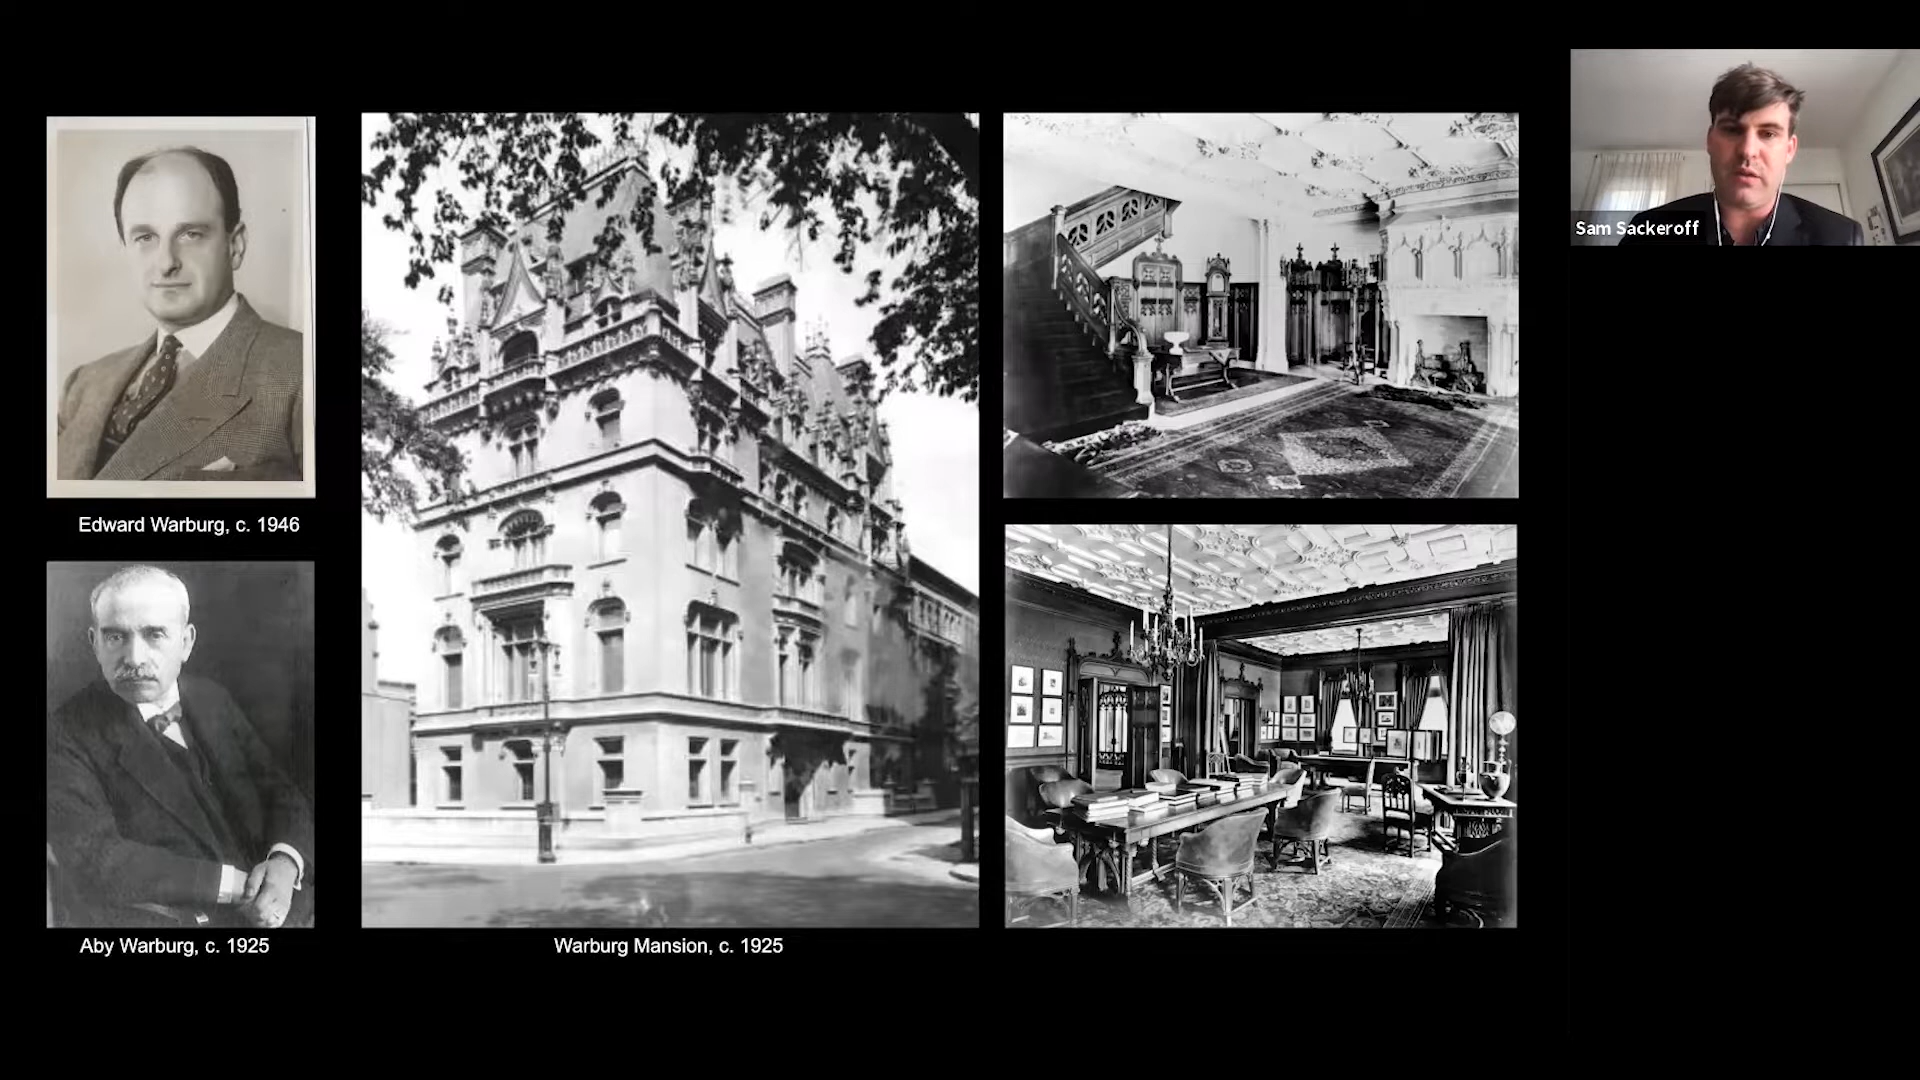 Edward Warburg, c. 1946
Aby Warburg, c. 1925
Warburg Mansion, c. 1925
Sam Sackeroff